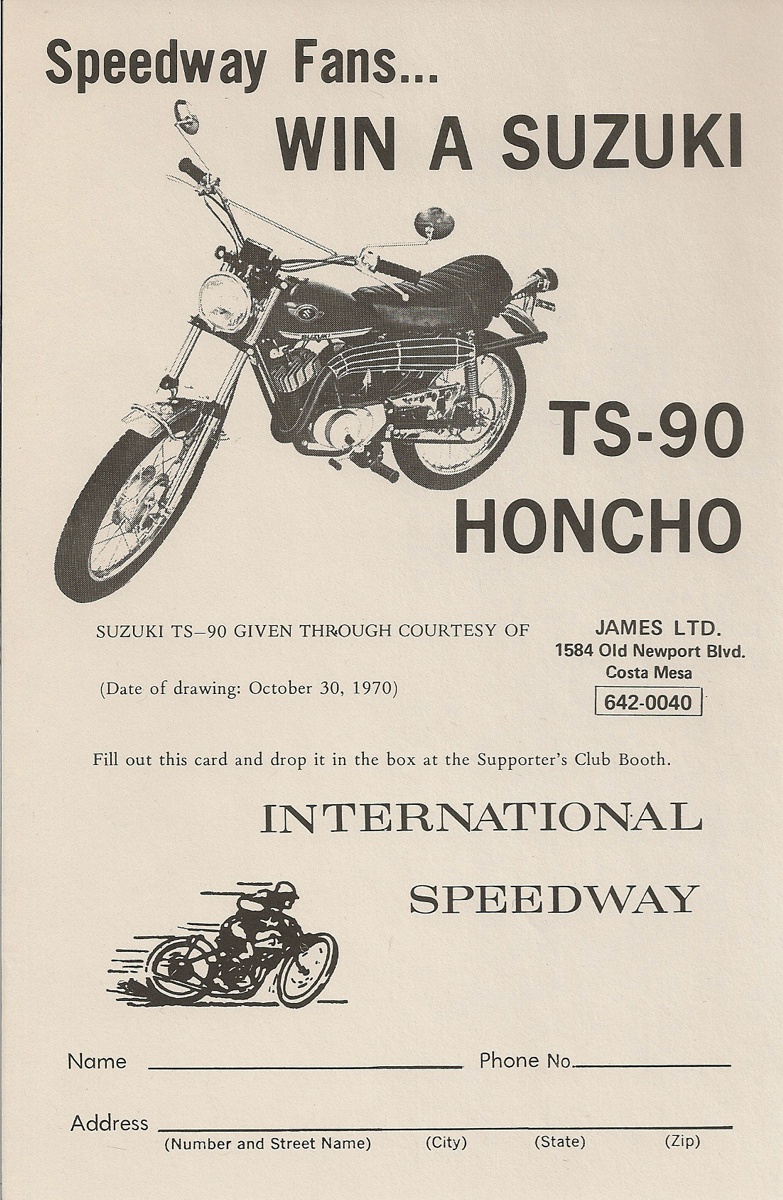 Speedway Fans...
WIN A SUZUKI
SUZUKI
TS-90
HONCHO
SUZUKI TS–90 GIVEN THROUGH COURTESY OF
JAMES LTD.
1584 Old Newport Blvd.
Costa Mesa
642-0040
(Date of drawing: October 30, 1970)
Fill out this card and drop it in the box at the Supporter's Club Booth.
INTERNATIONAL
SPEEDWAY
Name
Phone No.
Address
(Number and Street Name) (City) (State) (Zip)